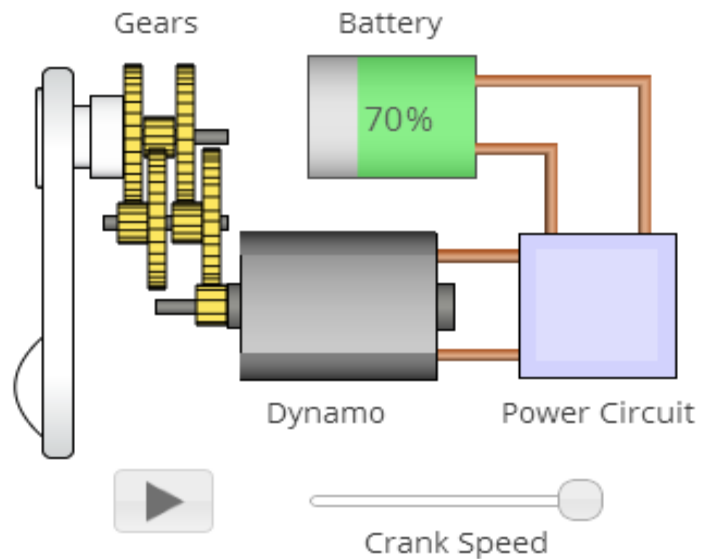 Gears
Battery
70%
Dynamo
Power Circuit
Crank Speed